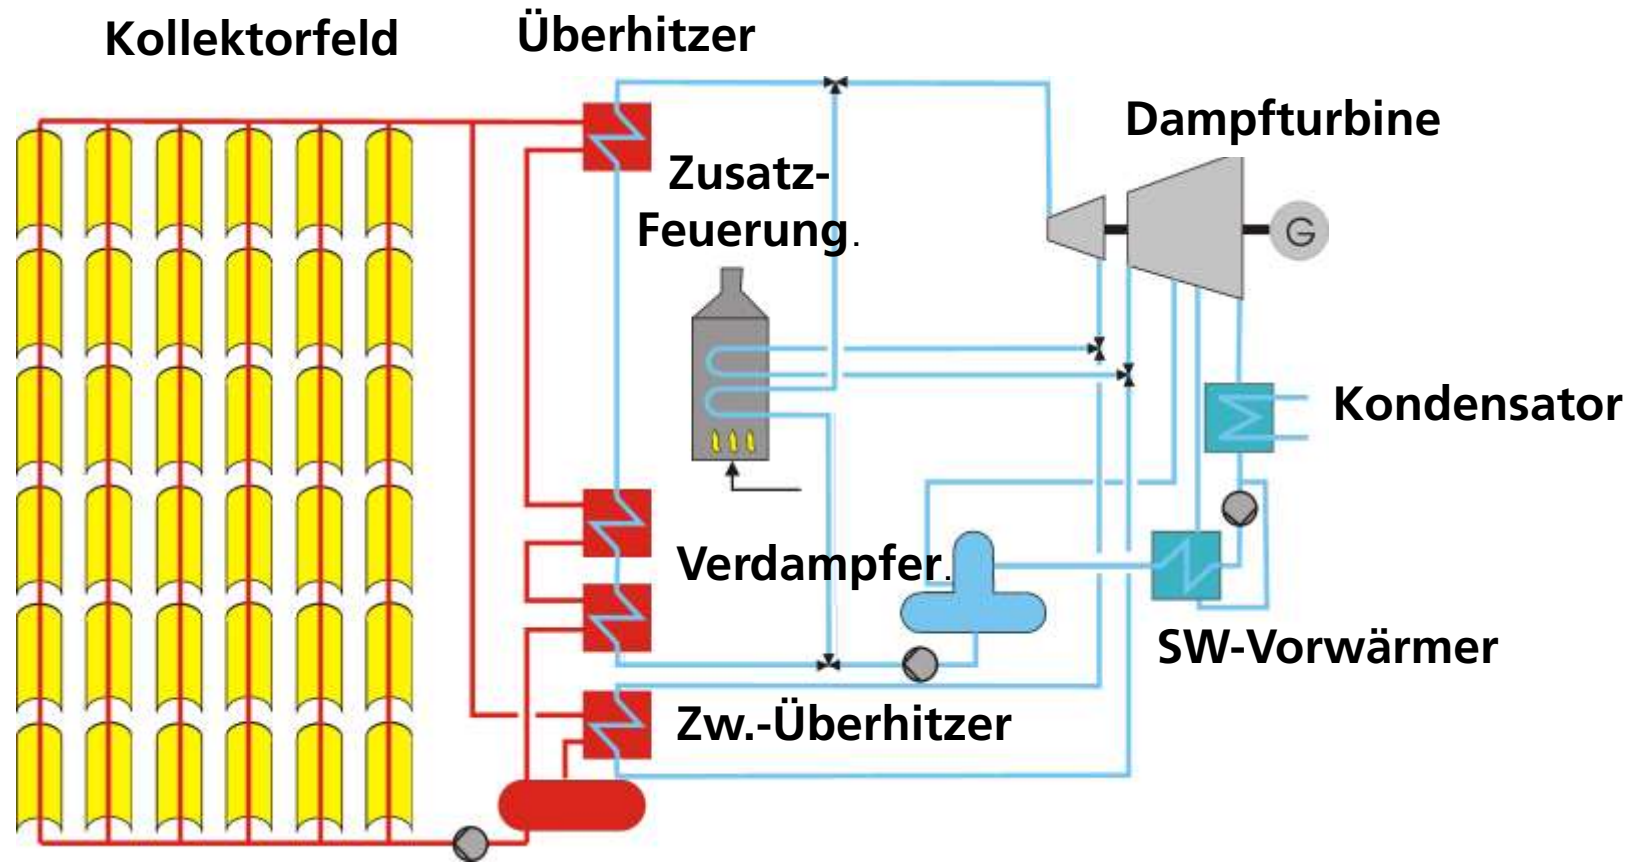 Kollektorfeld
Überhitzer
Dampfturbine
Zusatz-
Feuerung.
G
Kondensator
Verdampfer.
SW-Vorwärmer
Zw.-Überhitzer